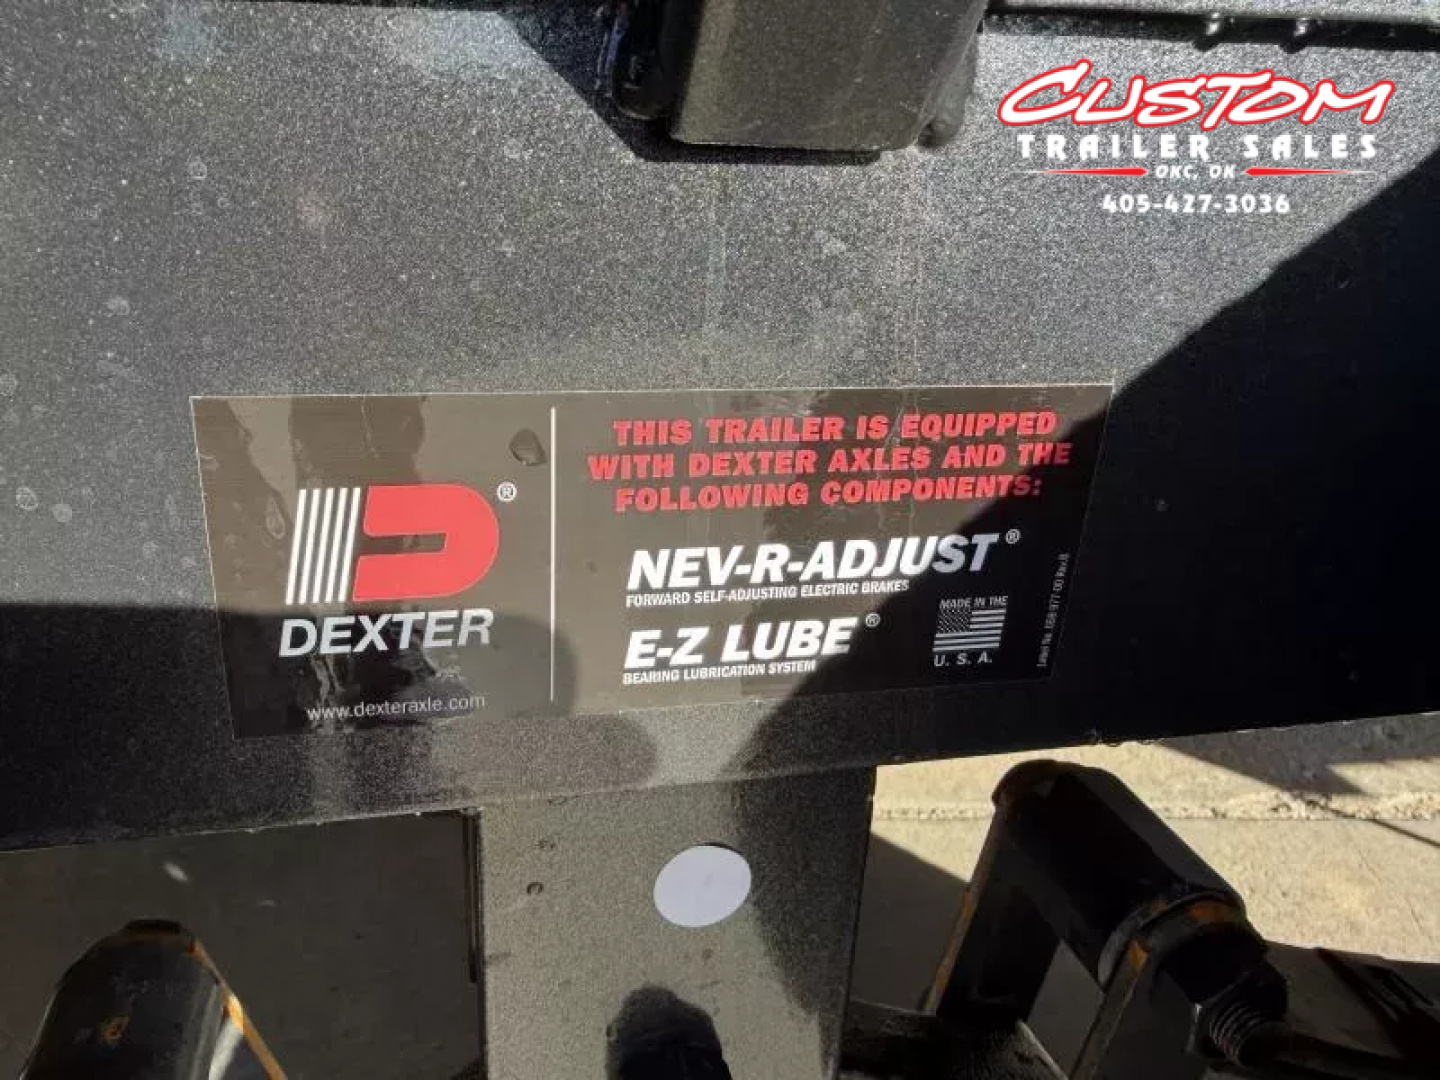 CUSTOM
TRAILER SALES
OKC, OK
405-427-3036
THIS TRAILER IS EQUIPPED
WITH DEXTER AXLES AND THE
FOLLOWING COMPONENTS:
NEV-R-ADJUST®
FORWARD SELF-ADJUSTING ELECTRIC BRAKES
E-Z LUBE®
BEARING LUBRICATION SYSTEM
MADE IN THE
U. S. A.
®
DEXTER
www.dexteraxle.com